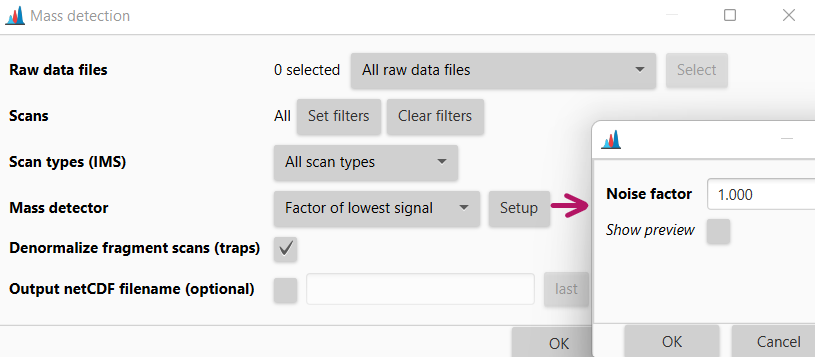 Mass detection
Raw data files 0 selected All raw data files Select
Scans All Set filters Clear filters
Scan types (IMS) All scan types
Mass detector Factor of lowest signal Setup
Denormalize fragment scans (traps)
Output netCDF filename (optional) last
OK
Noise factor 1.000
Show preview
OK Cancel